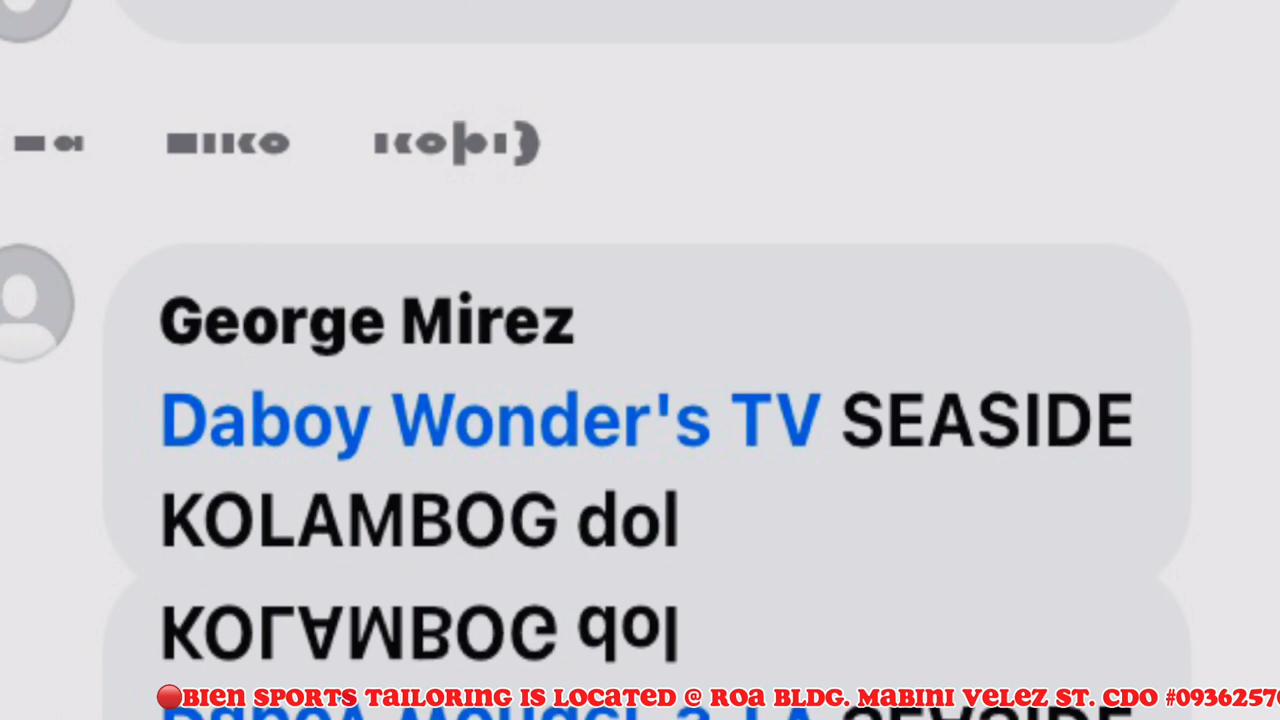 George Mirez
Daboy Wonder's TV SEASIDE
KOLAMBOG dol
BIEN SPORTS TAILORING IS LOCATED @ ROA BLDG. MABINI VELEZ ST. CDO